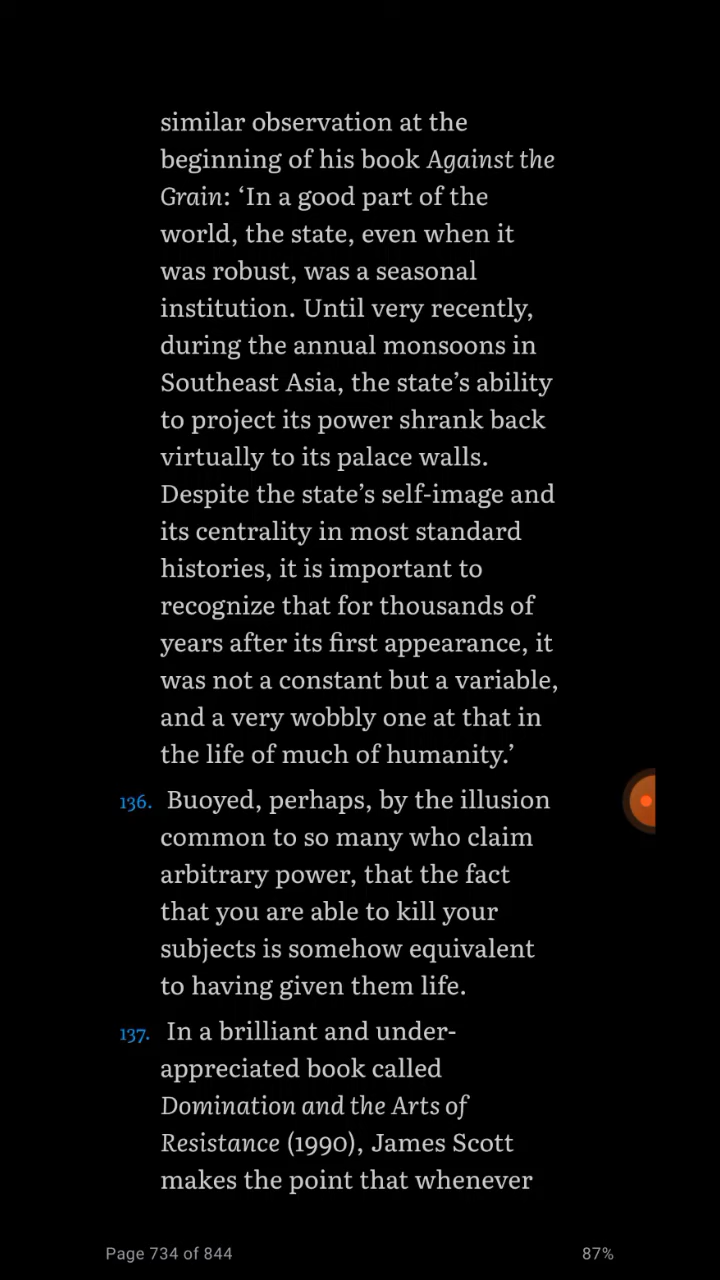 similar observation at the
beginning of his book Against the
Grain: ‘In a good part of the
world, the state, even when it
was robust, was a seasonal
institution. Until very recently,
during the annual monsoons in
Southeast Asia, the state’s ability
to project its power shrank back
virtually to its palace walls.
Despite the state’s self-image and
its centrality in most standard
histories, it is important to
recognize that for thousands of
years after its first appearance, it
was not a constant but a variable,
and a very wobbly one at that in
the life of much of humanity.’
136. Buoyed, perhaps, by the illusion
common to so many who claim
arbitrary power, that the fact
that you are able to kill your
subjects is somehow equivalent
to having given them life.
137. In a brilliant and under-
appreciated book called
Domination and the Arts of
Resistance (1990), James Scott
makes the point that whenever
Page 734 of 844 87%